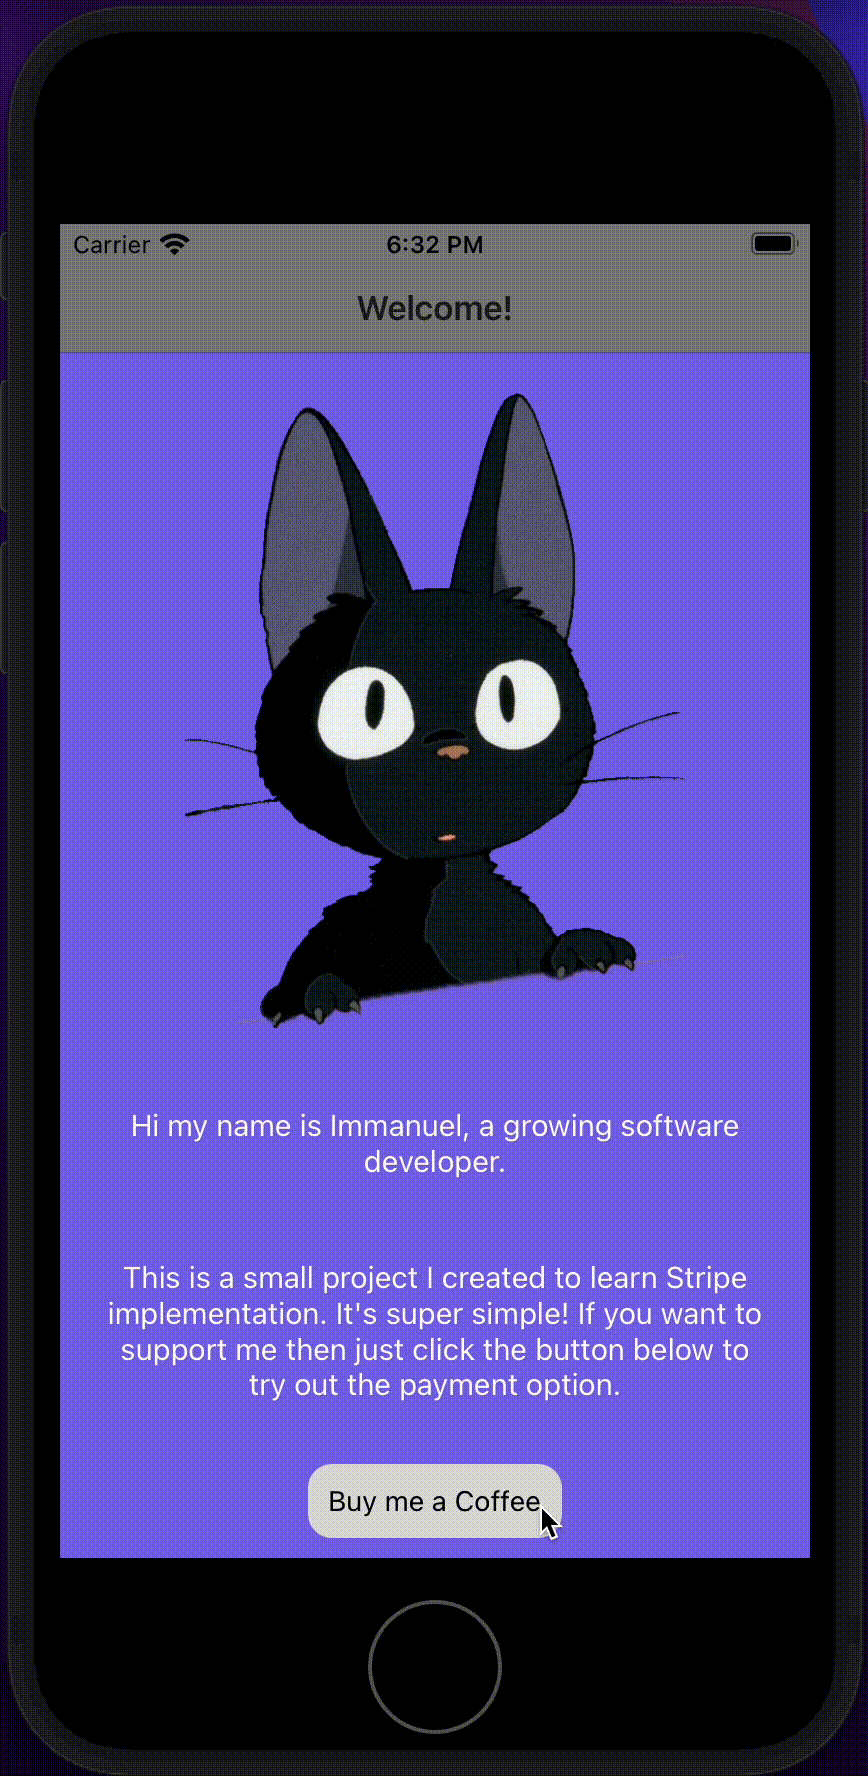 Carrier
6:32 PM
Welcome!
Hi my name is Immanuel, a growing software
developer.
This is a small project I created to learn Stripe
implementation. It's super simple! If you want to
support me then just click the button below to
try out the payment option.
Buy me a Coffee